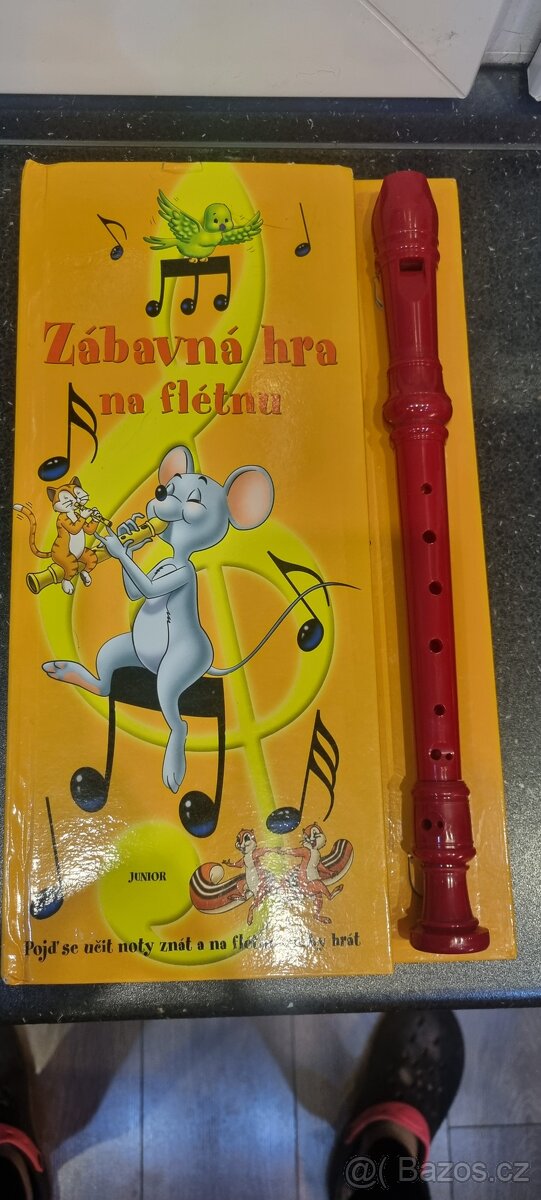 Zábavná hra
na flétnu
JUNIOR
Pojď se učit noty znát a na hrát
@ Bazos.cz